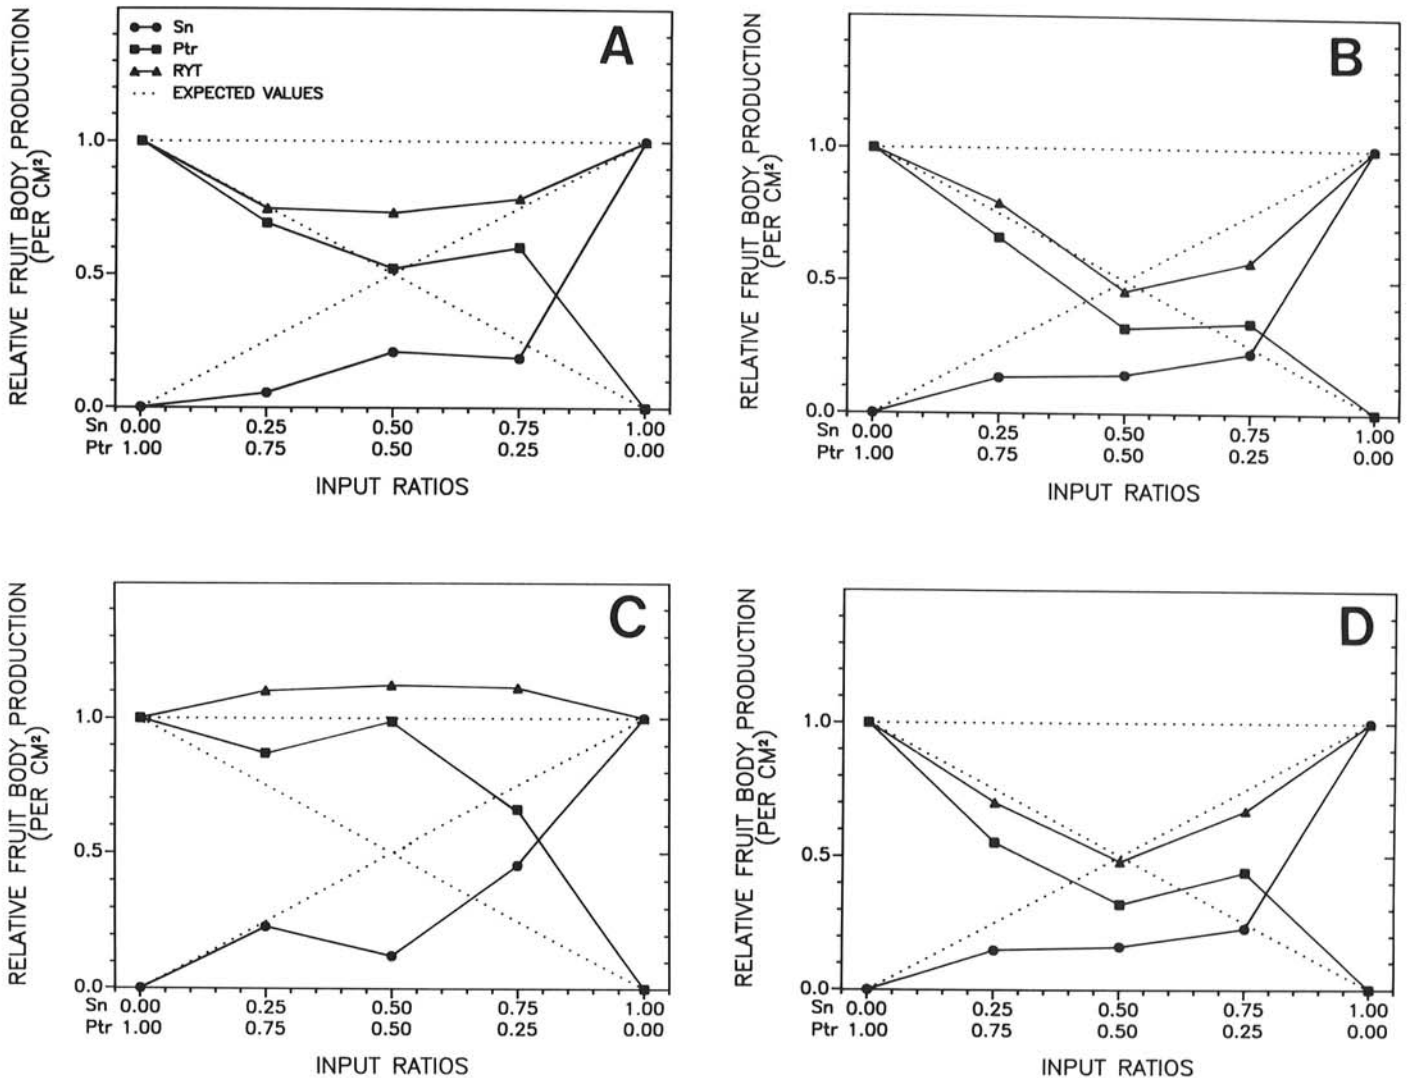 A
Sn
Ptr
RYT
EXPECTED VALUES
RELATIVE FRUIT BODY PRODUCTION
(PER CM²)
1.0
0.5
0.0
Sn 0.00 0.25 0.50 0.75 1.00
Ptr 1.00 0.75 0.50 0.25 0.00
INPUT RATIOS
B
RELATIVE FRUIT BODY PRODUCTION
(PER CM²)
1.0
0.5
0.0
Sn 0.00 0.25 0.50 0.75 1.00
Ptr 1.00 0.75 0.50 0.25 0.00
INPUT RATIOS
C
RELATIVE FRUIT BODY PRODUCTION
(PER CM²)
1.0
0.5
0.0
Sn 0.00 0.25 0.50 0.75 1.00
Ptr 1.00 0.75 0.50 0.25 0.00
INPUT RATIOS
D
RELATIVE FRUIT BODY PRODUCTION
(PER CM²)
1.0
0.5
0.0
Sn 0.00 0.25 0.50 0.75 1.00
Ptr 1.00 0.75 0.50 0.25 0.00
INPUT RATIOS